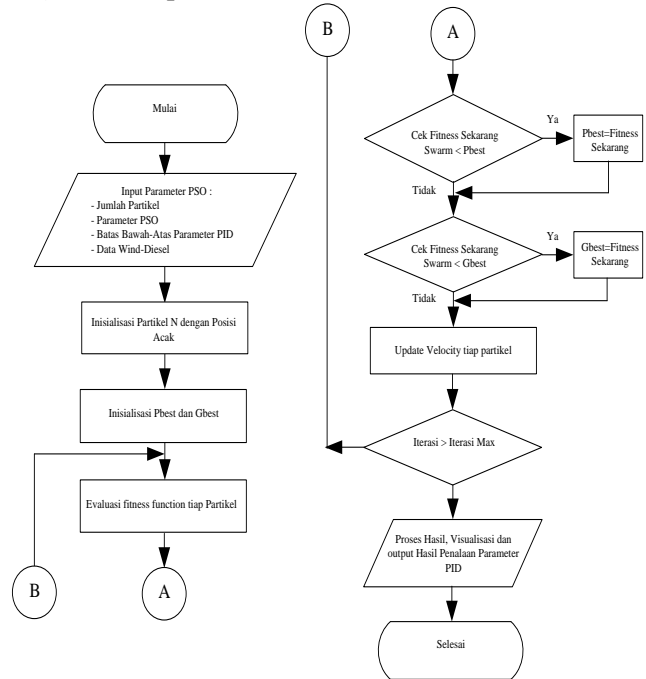 Mulai
Input Parameter PSO :
- Jumlah Partikel
- Parameter PSO
- Batas Bawah-Atas Parameter PID
- Data Wind-Diesel
Inisialisasi Partikel N dengan Posisi
Acak
Inisialisasi Pbest dan Gbest
Evaluasi fitness function tiap Partikel
B
A
B
A
Cek Fitness Sekarang
Swarm < Pbest
Ya
Pbest=Fitness
Sekarang
Tidak
Cek Fitness Sekarang
Swarm < Gbest
Ya
Gbest=Fitness
Sekarang
Tidak
Update Velocity tiap partikel
Iterasi > Iterasi Max
Proses Hasil, Visualisasi dan
output Hasil Penalaan Parameter
PID
Selesai